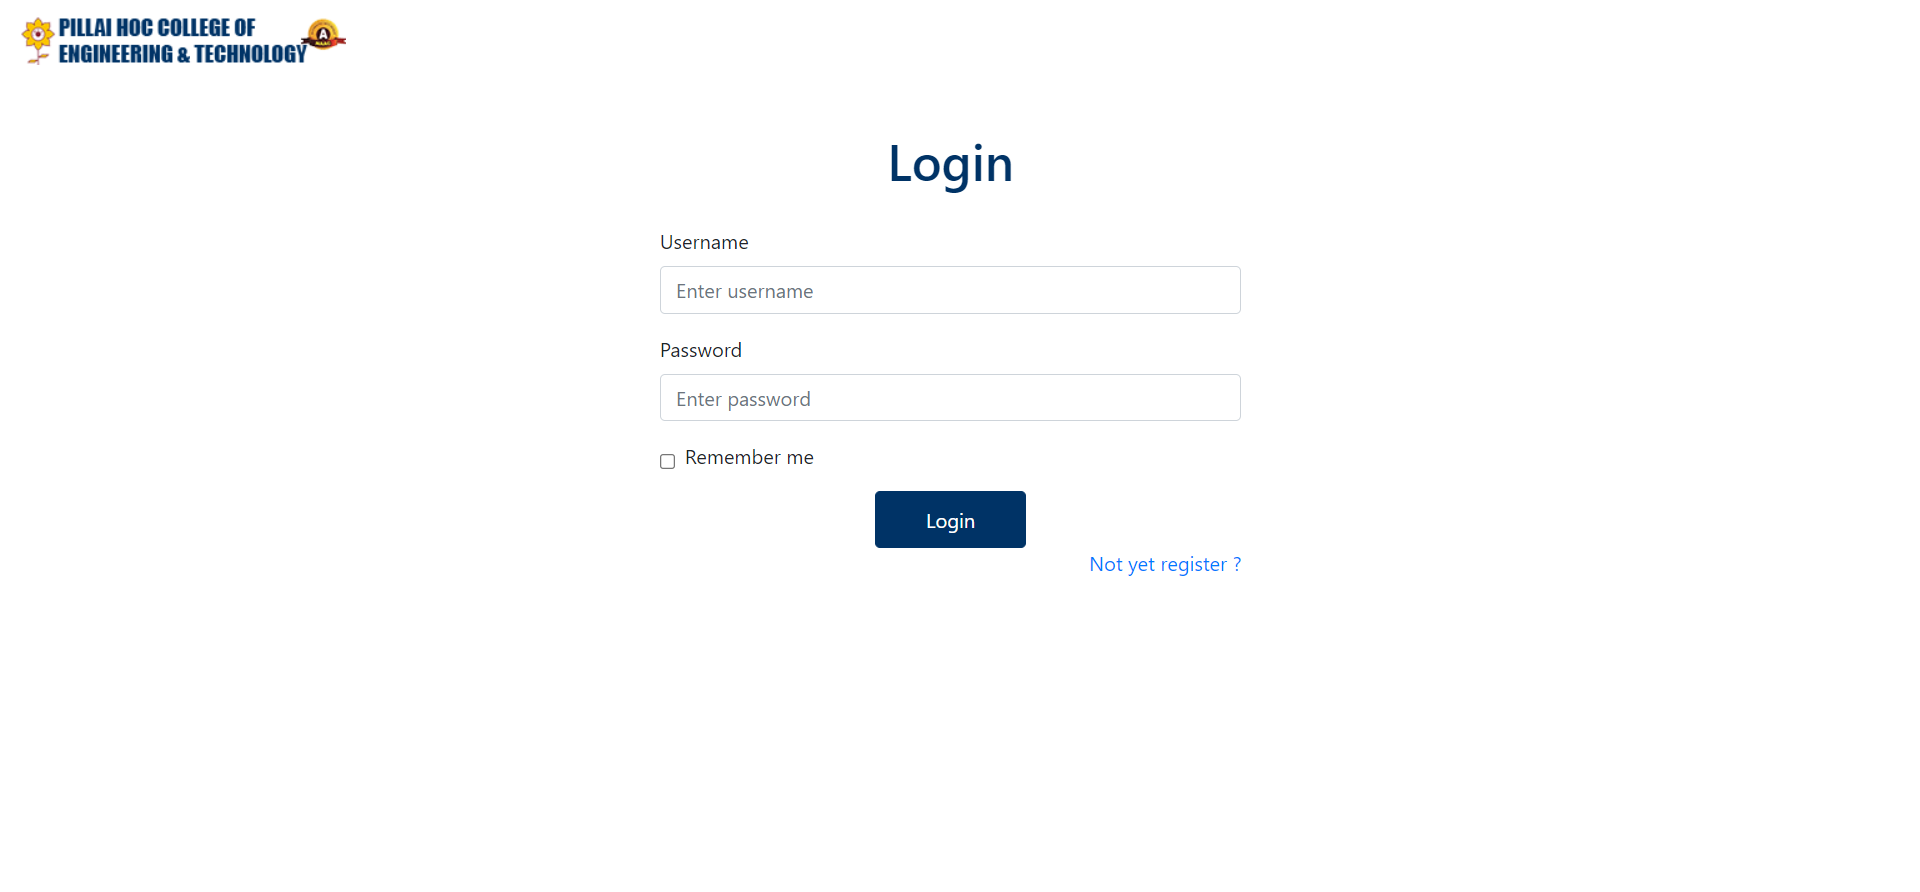 PILLAI HOC COLLEGE OF
ENGINEERING & TECHNOLOGY
A
NAAC
Login
Username
Enter username
Password
Enter password
Remember me
Login
Not yet register ?